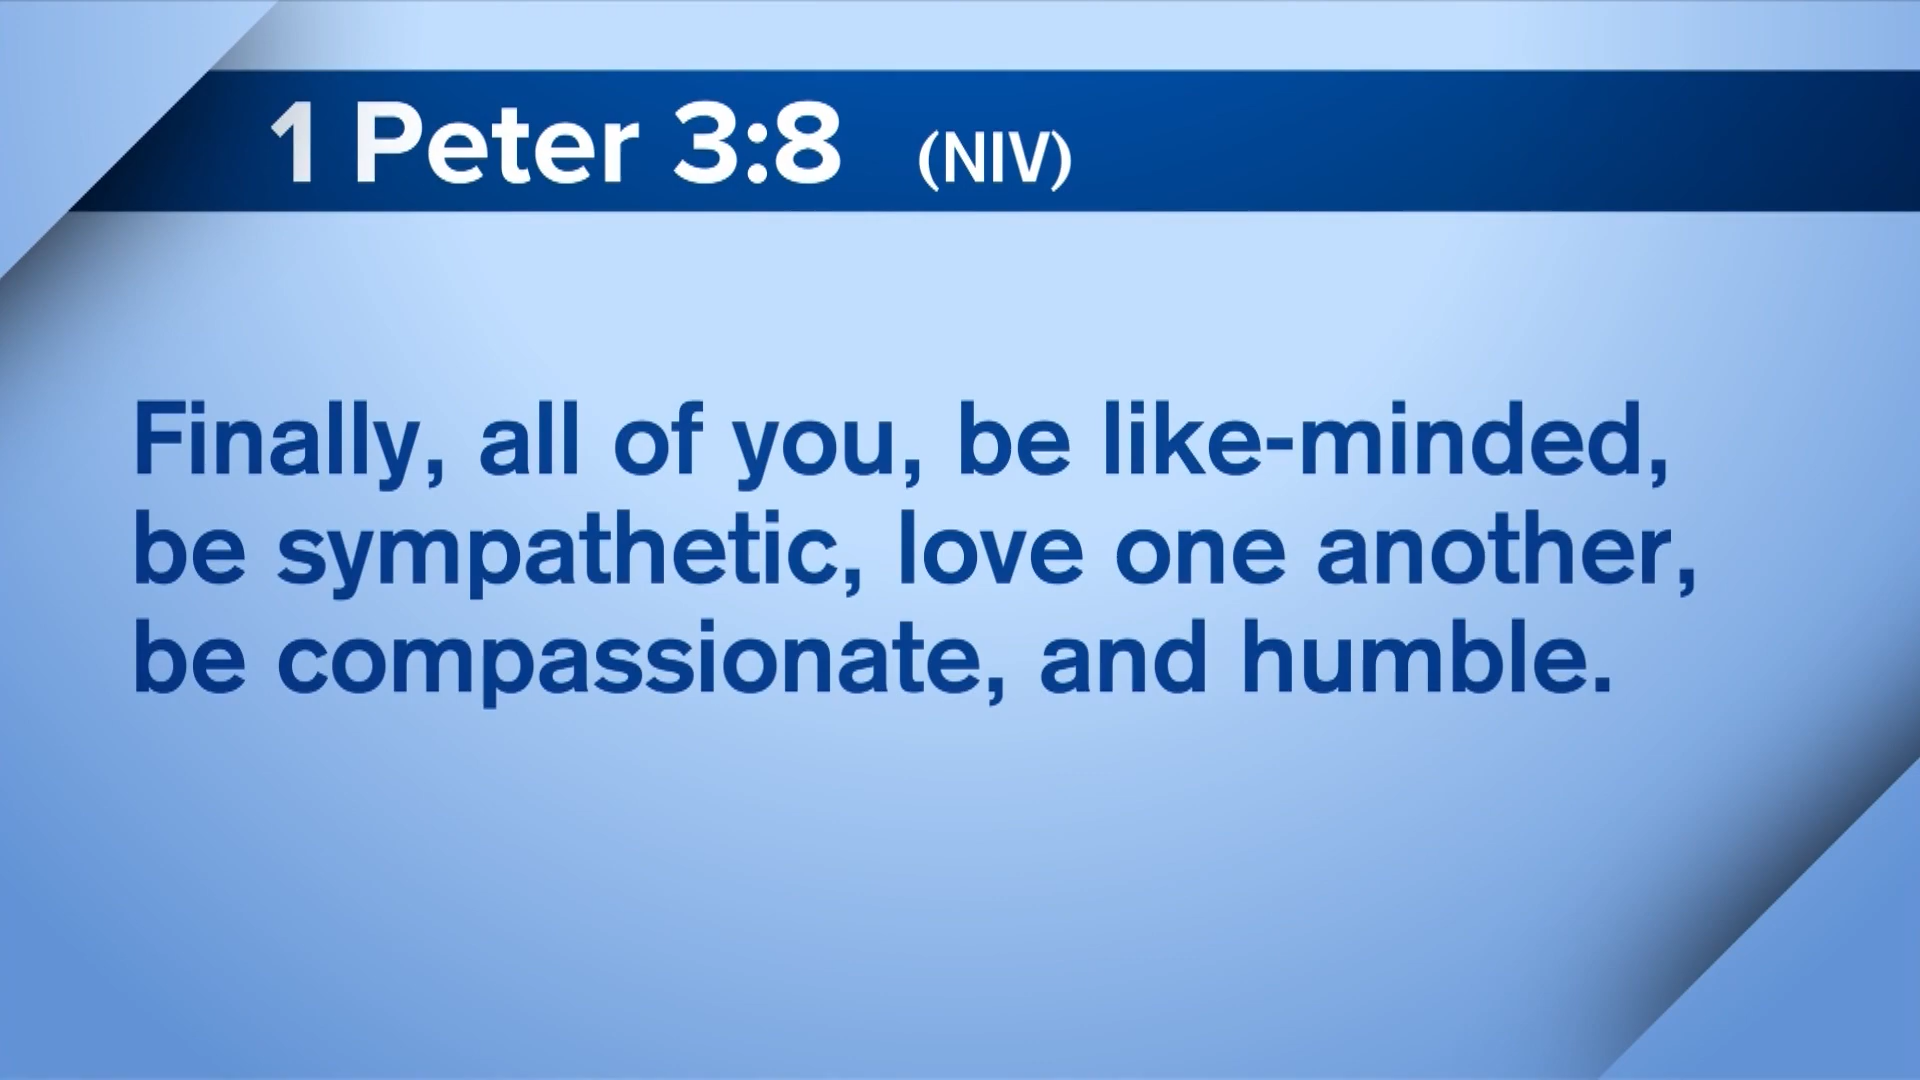 1 Peter 3:8 (NIV)
Finally, all of you, be like-minded,
be sympathetic, love one another,
be compassionate, and humble.